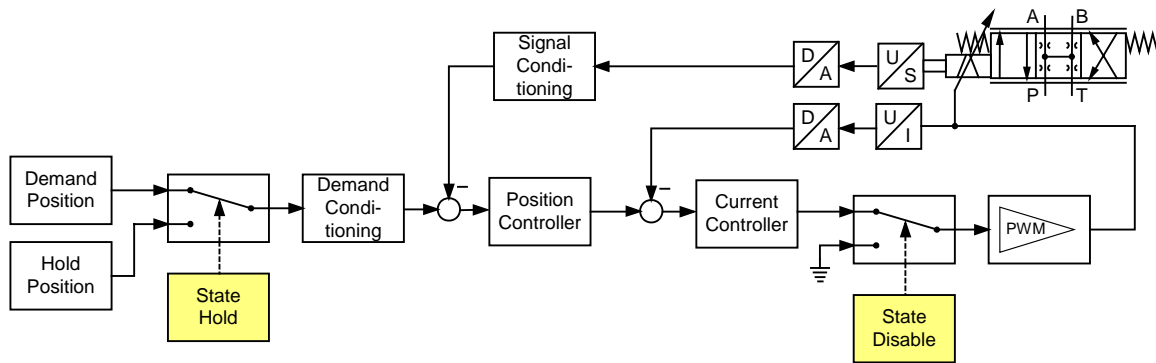 A B
Signal
Condi-
tioning
D
A
U
S
P T
D
A
U
I
Demand
Position
Hold
Position
Demand
Condi-
tioning
–
Position
Controller
–
Current
Controller
PWM
State
Hold
State
Disable